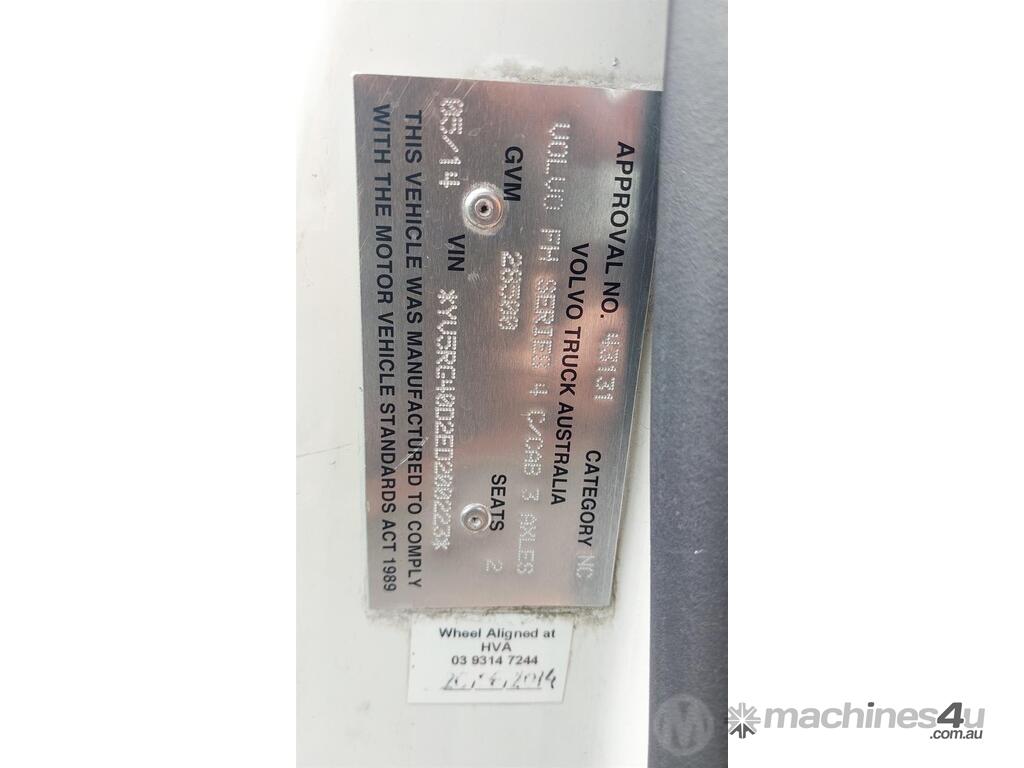 APPROVAL NO. 43131 CATEGORY NC
VOLVO TRUCK AUSTRALIA
VOLVO FM SERIES 4 C/CAB 3 AXLES
GVM 28300 SEATS 2
05/14 VIN *YV5RG40D2ED200223*
THIS VEHICLE WAS MANUFACTURED TO COMPLY
WITH THE MOTOR VEHICLE STANDARDS ACT 1989
Wheel Aligned at
HVA
03 9314 7244
machines4u
.com.au